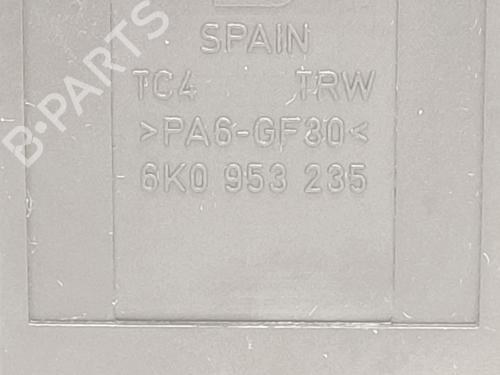 SPAIN
TC4 TRW
>PA6-GF30<
6K0 953 235
B-PARTS